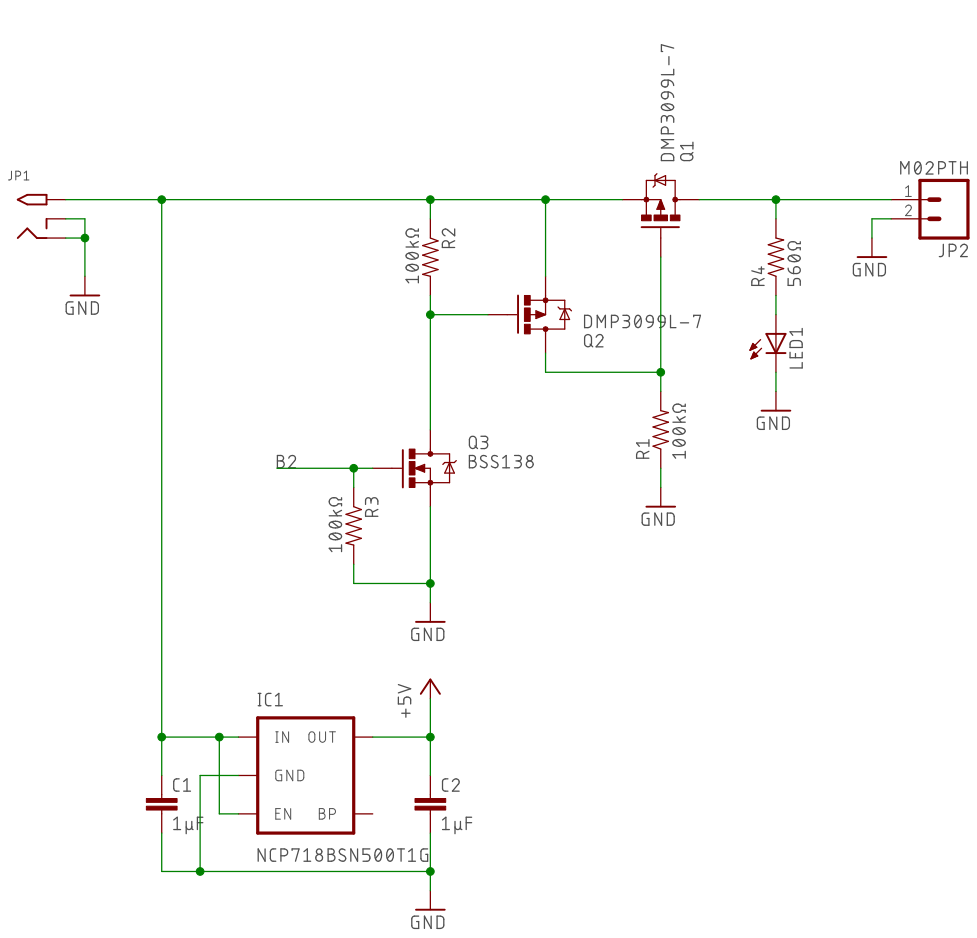 DMP3099L-7
Q1
JP1
M02PTH
1
2
JP2
GND
GND
100kΩ
R2
R4
560Ω
DMP3099L-7
Q2
LED1
GND
R1
100kΩ
GND
B2
Q3
BSS138
100kΩ
R3
GND
+5V
IC1
IN OUT
GND
EN BP
C1
1µF
C2
1µF
NCP718BSN500T1G
GND